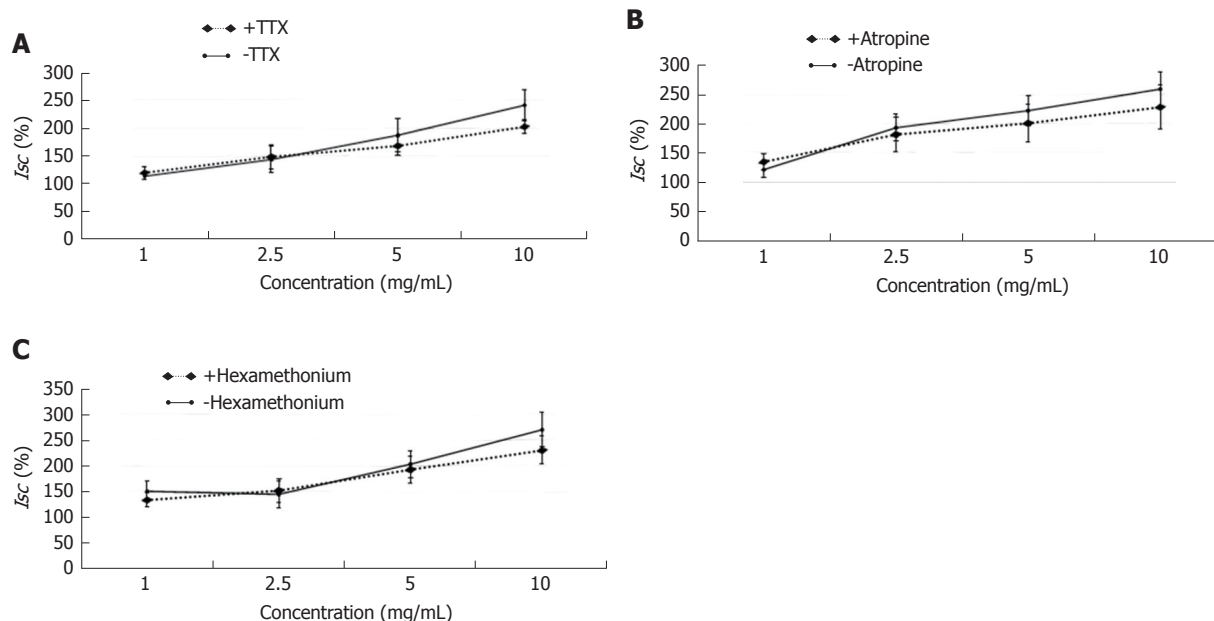 A
+TTX
-TTX
300
250
200
150
100
50
0
Isc (%)
1 2.5 5 10
Concentration (mg/mL)
B
+Atropine
-Atropine
300
250
200
150
100
50
0
Isc (%)
1 2.5 5 10
Concentration (mg/mL)
C
+Hexamethonium
-Hexamethonium
350
300
250
200
150
100
50
0
Isc (%)
1 2.5 5 10
Concentration (mg/mL)